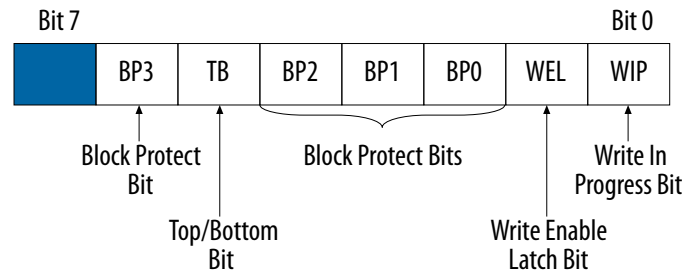 Bit 7 Bit 0
BP3 TB BP2 BP1 BP0 WEL WIP
Block Protect
Bit
Block Protect Bits
Write In
Progress Bit
Top/Bottom
Bit
Write Enable
Latch Bit